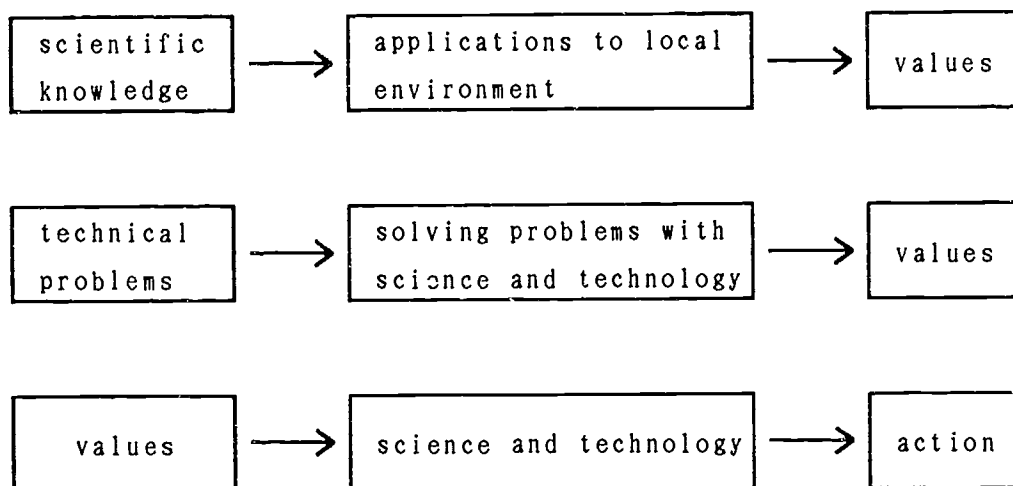 scientific
knowledge
applications to local
environment
values
technical
problems
solving problems with
science and technology
values
values
science and technology
action